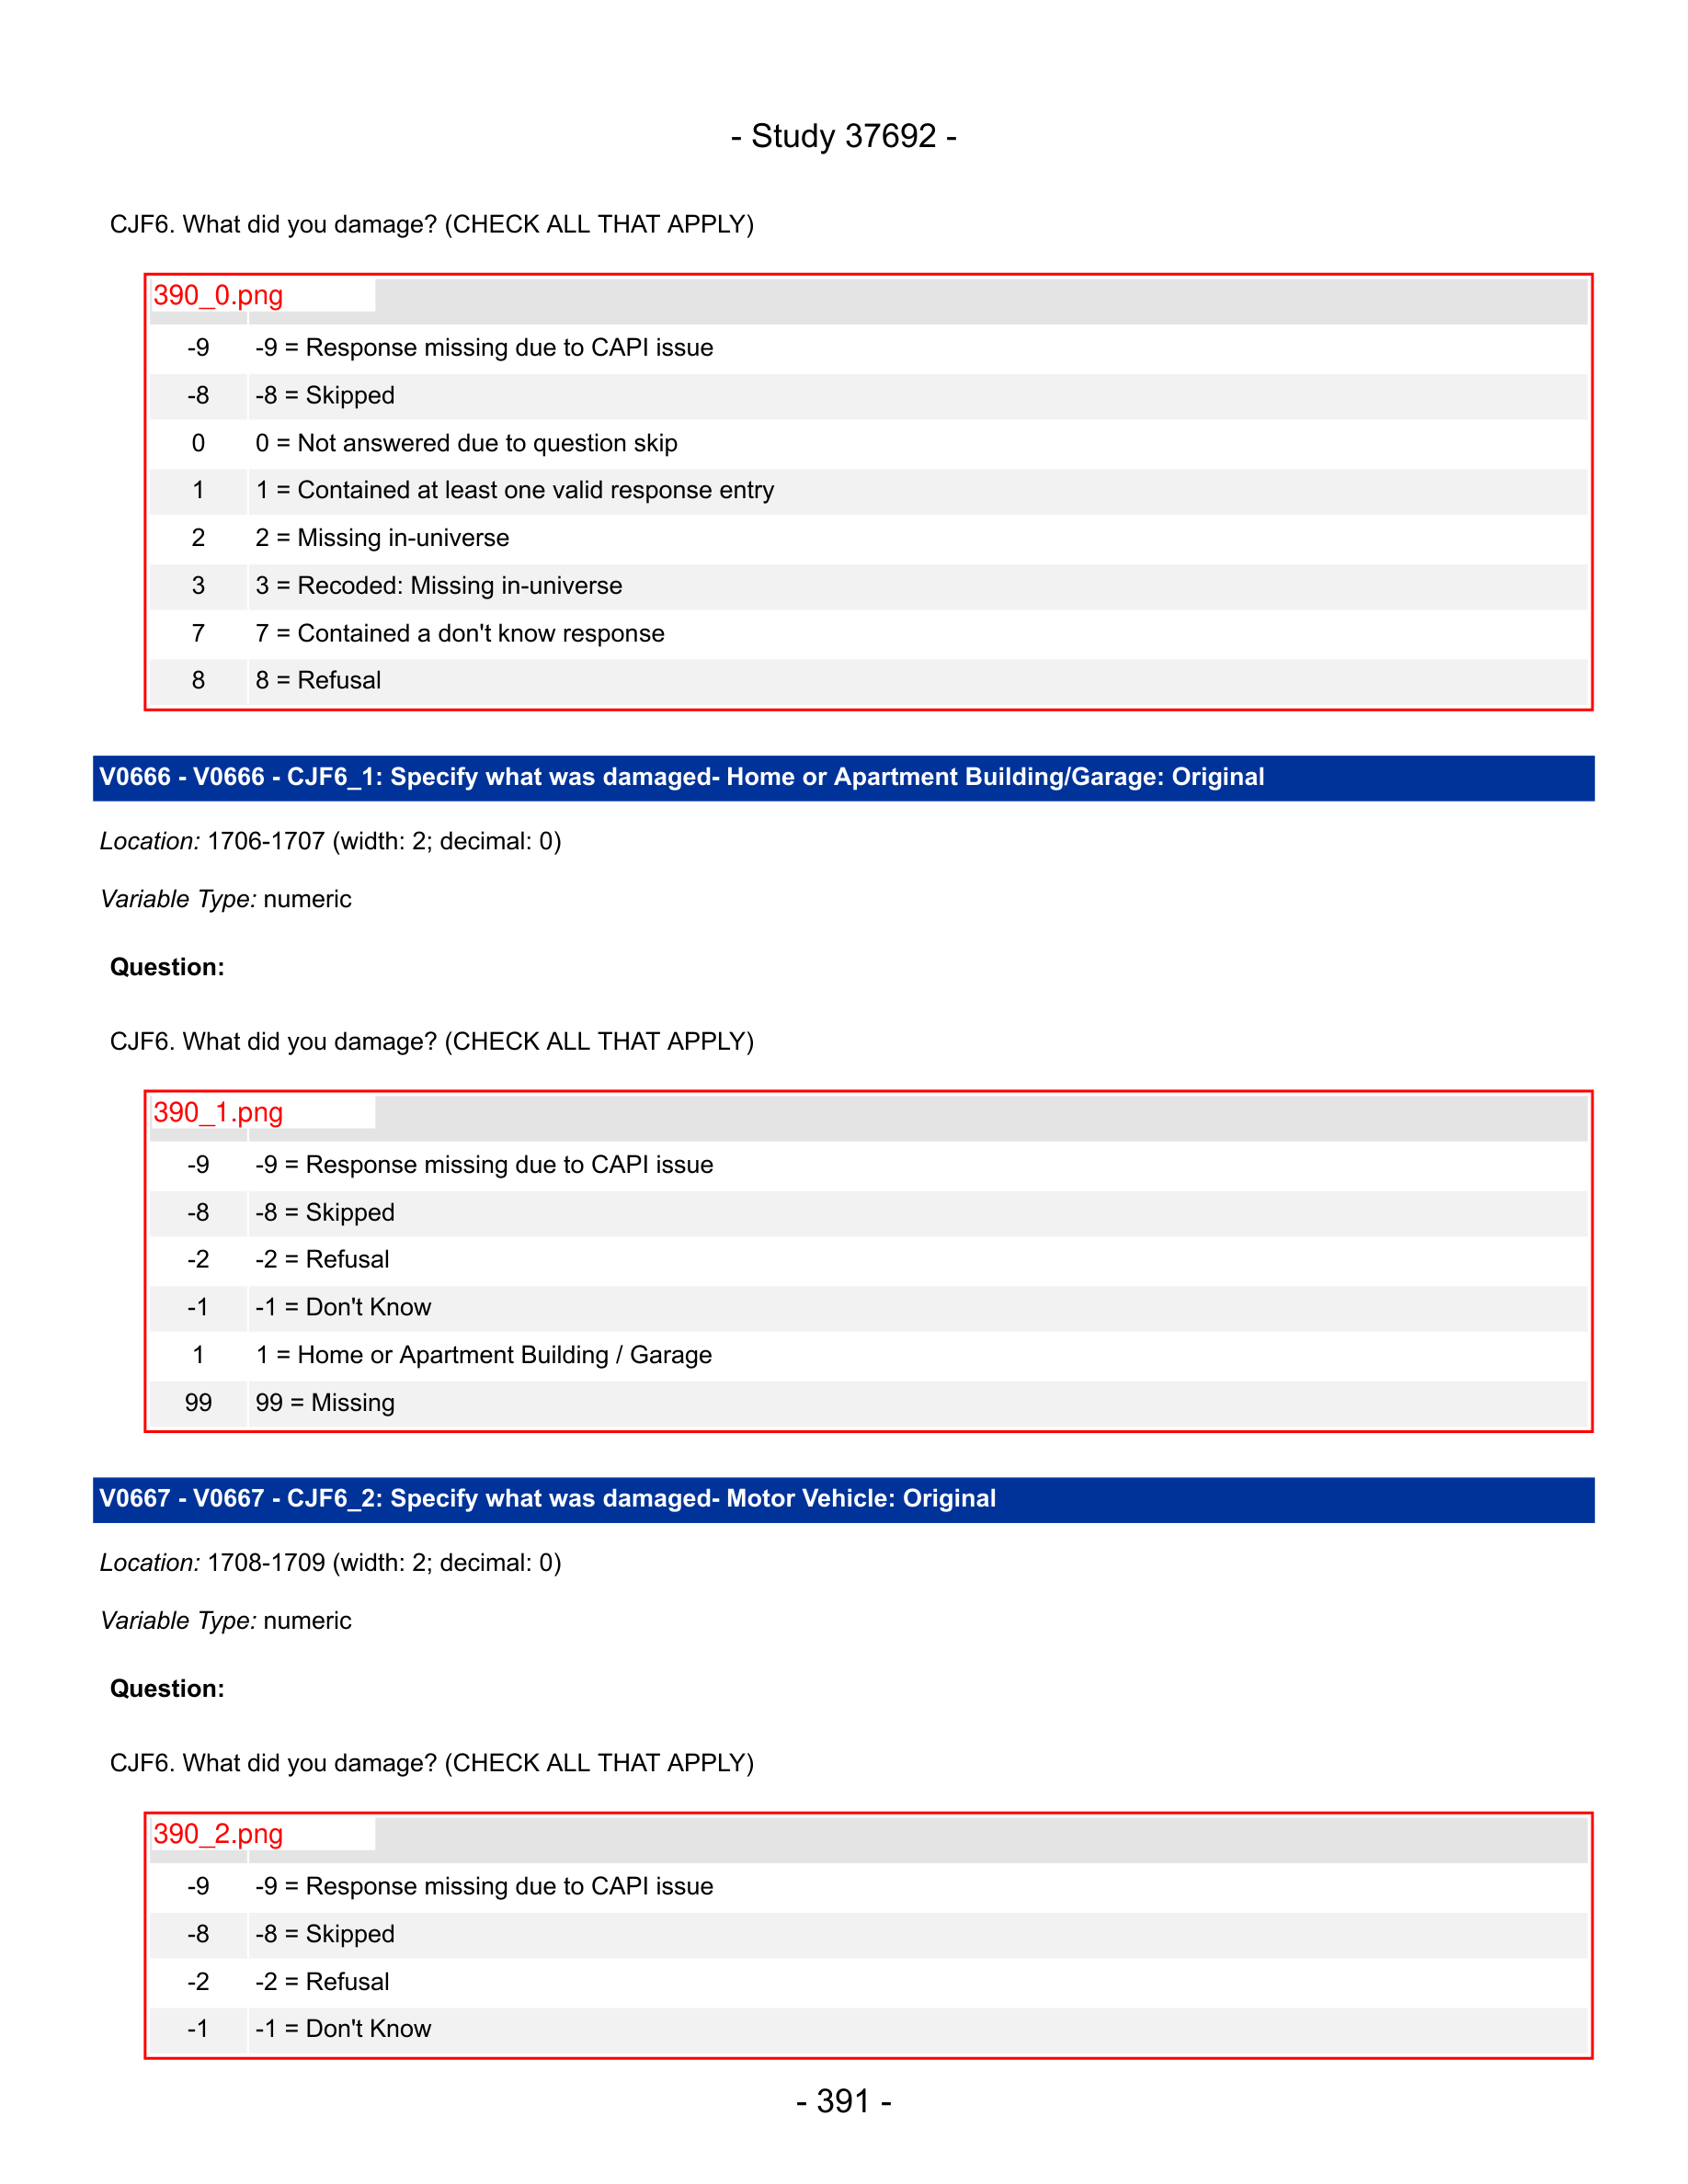 - Study 37692 -
CJF6. What did you damage? (CHECK ALL THAT APPLY)
390_0.png
-9 -9 = Response missing due to CAPI issue
-8 -8 = Skipped
0 0 = Not answered due to question skip
1 1 = Contained at least one valid response entry
2 2 = Missing in-universe
3 3 = Recoded: Missing in-universe
7 7 = Contained a don't know response
8 8 = Refusal
V0666 - V0666 - CJF6_1: Specify what was damaged- Home or Apartment Building/Garage: Original
Location: 1706-1707 (width: 2; decimal: 0)
Variable Type: numeric
Question:
CJF6. What did you damage? (CHECK ALL THAT APPLY)
390_1.png
-9 -9 = Response missing due to CAPI issue
-8 -8 = Skipped
-2 -2 = Refusal
-1 -1 = Don't Know
1 1 = Home or Apartment Building / Garage
99 99 = Missing
V0667 - V0667 - CJF6_2: Specify what was damaged- Motor Vehicle: Original
Location: 1708-1709 (width: 2; decimal: 0)
Variable Type: numeric
Question:
CJF6. What did you damage? (CHECK ALL THAT APPLY)
390_2.png
-9 -9 = Response missing due to CAPI issue
-8 -8 = Skipped
-2 -2 = Refusal
-1 -1 = Don't Know
- 391 -